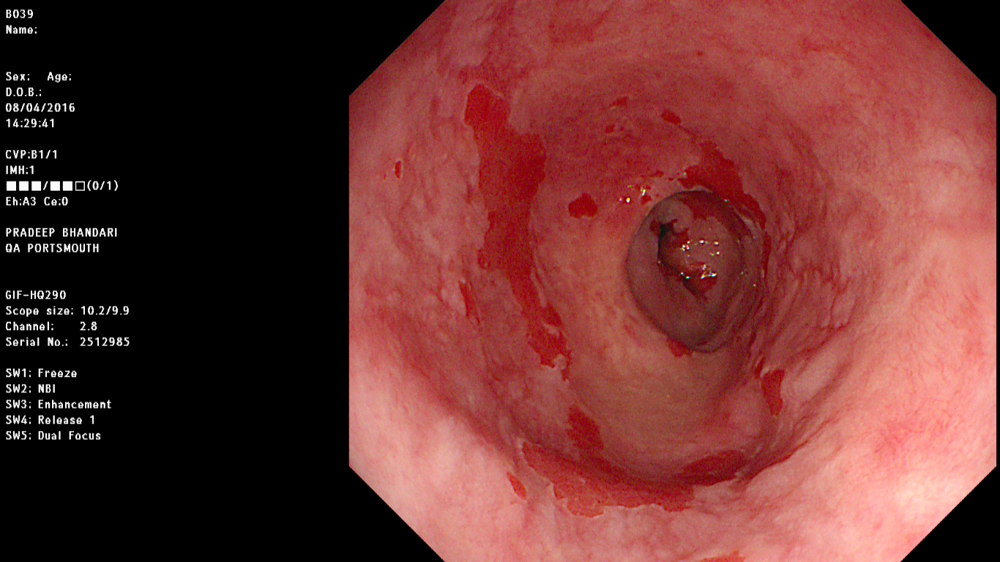 B039
Name:
Sex: Age:
D.O.B.:
08/04/2016
14:29:41
CVP:B1/1
IMH:1
■■■/■■□(0/1)
Eh:A3 Ce:0
PRADEEP BHANDARI
QA PORTSMOUTH
GIF-HQ290
Scope size: 10.2/9.9
Channel: 2.8
Serial No.: 2512985
SW1: Freeze
SW2: NBI
SW3: Enhancement
SW4: Release 1
SW5: Dual Focus